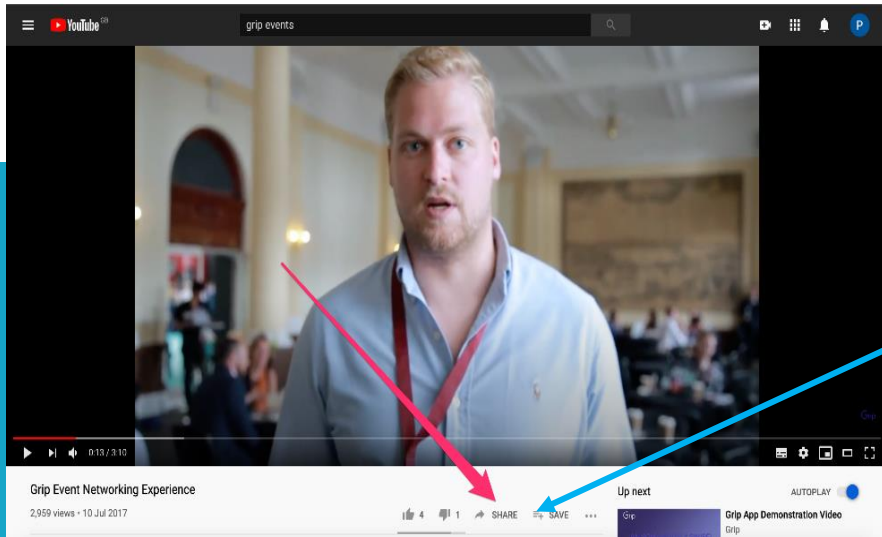 YouTube GB
grip events
P
Grip
0:13 / 3:10
Grip Event Networking Experience
2,959 views • 10 Jul 2017
4 1 SHARE SAVE ...
Up next AUTOPLAY
Grip
Grip App Demonstration Video
Grip